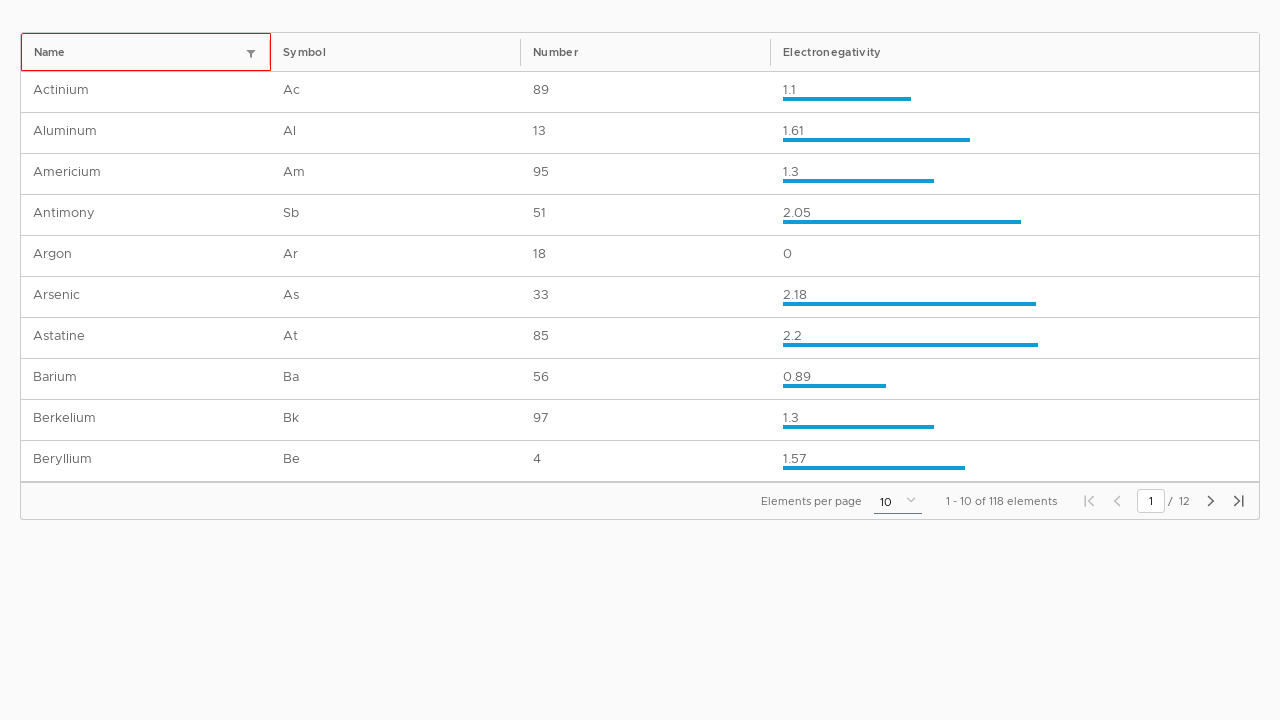 Name Symbol Number Electronegativity
Actinium Ac 89 1.1
Aluminum Al 13 1.61
Americium Am 95 1.3
Antimony Sb 51 2.05
Argon Ar 18 0
Arsenic As 33 2.18
Astatine At 85 2.2
Barium Ba 56 0.89
Berkelium Bk 97 1.3
Beryllium Be 4 1.57
Elements per page 10 1 - 10 of 118 elements 1 / 12